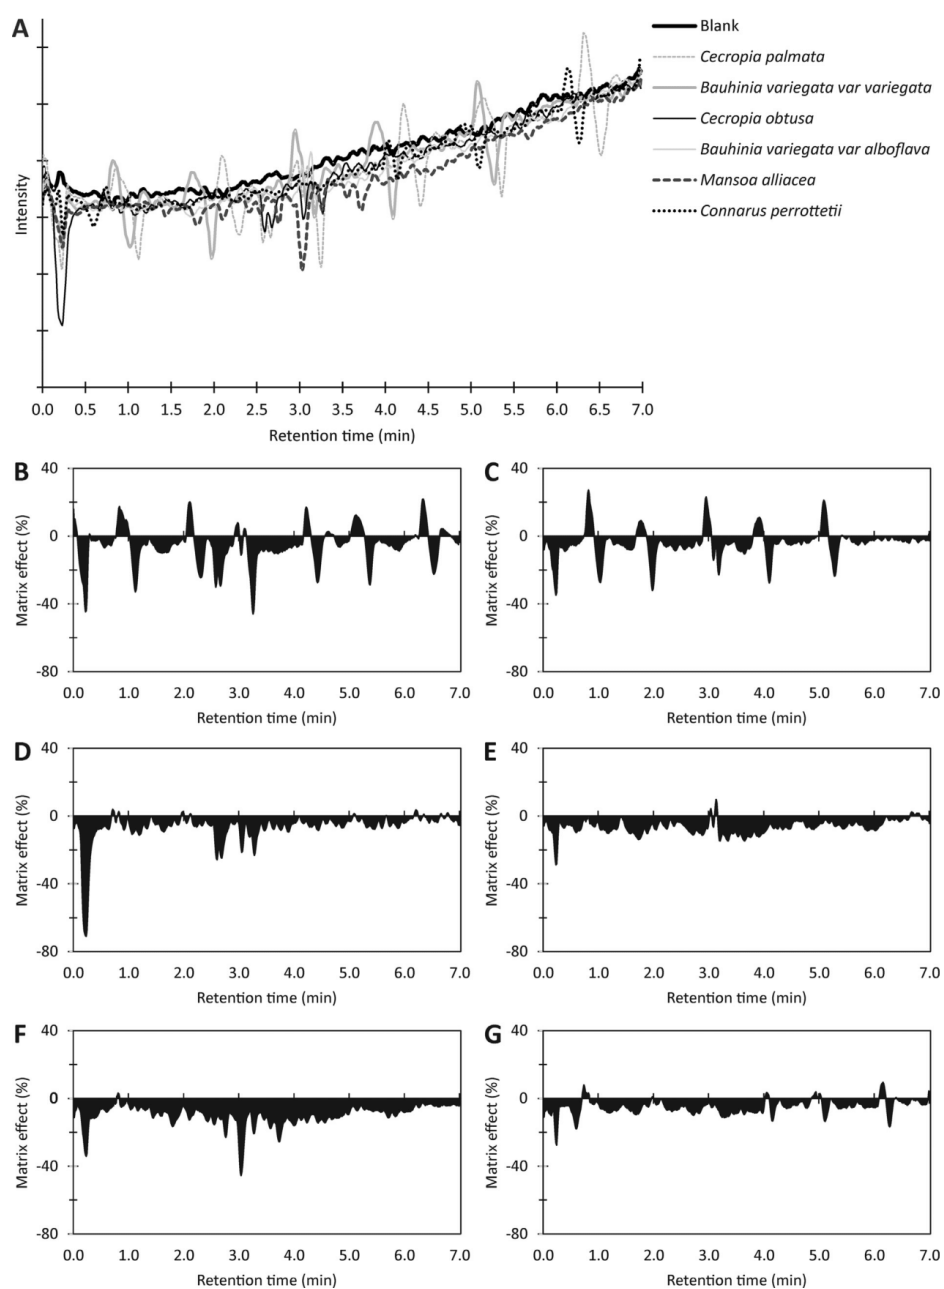 A
Blank
Cecropia palmata
Bauhinia variegata var variegata
Cecropia obtusa
Bauhinia variegata var alboflava
Mansoa alliacea
Connarus perrottetii
Intensity
0.0 0.5 1.0 1.5 2.0 2.5 3.0 3.5 4.0 4.5 5.0 5.5 6.0 6.5 7.0
Retention time (min)
B
40
0
-40
-80
Matrix effect (%)
0.0 1.0 2.0 3.0 4.0 5.0 6.0 7.0
Retention time (min)
C
40
0
-40
-80
Matrix effect (%)
0.0 1.0 2.0 3.0 4.0 5.0 6.0 7.0
Retention time (min)
D
40
0
-40
-80
Matrix effect (%)
0.0 1.0 2.0 3.0 4.0 5.0 6.0 7.0
Retention time (min)
E
40
0
-40
-80
Matrix effect (%)
0.0 1.0 2.0 3.0 4.0 5.0 6.0 7.0
Retention time (min)
F
40
0
-40
-80
Matrix effect (%)
0.0 1.0 2.0 3.0 4.0 5.0 6.0 7.0
Retention time (min)
G
40
0
-40
-80
Matrix effect (%)
0.0 1.0 2.0 3.0 4.0 5.0 6.0 7.0
Retention time (min)